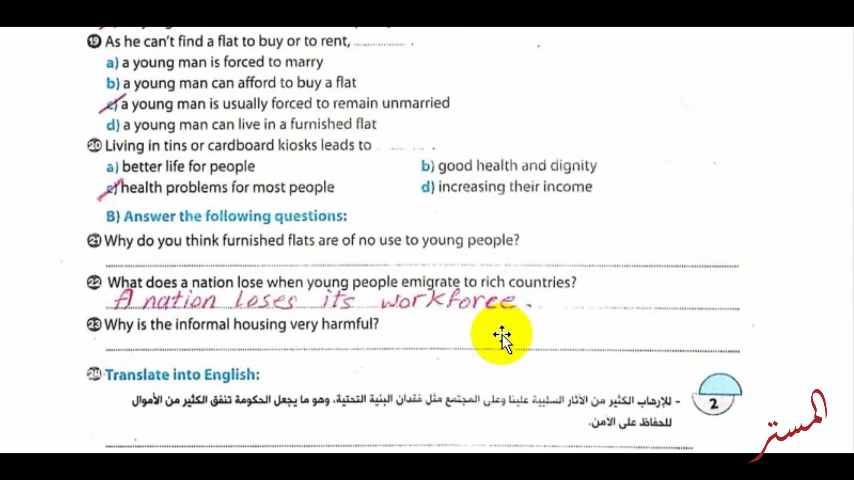 19 As he can't find a flat to buy or to rent, ................ .
a) a young man is forced to marry
b) a young man can afford to buy a flat
c) a young man is usually forced to remain unmarried
d) a young man can live in a furnished flat
20 Living in tins or cardboard kiosks leads to ................ .
a) better life for people
b) good health and dignity
c) health problems for most people
d) increasing their income
B) Answer the following questions:
21 Why do you think furnished flats are of no use to young people?
22 What does a nation lose when young people emigrate to rich countries?
A nation loses its workforce.
23 Why is the informal housing very harmful?
24 Translate into English:
- للإرهاب الكثير من الآثار السلبية علينا وعلى المجتمع مثل فقدان البنية التحتية، وهو ما يجعل الحكومة تنفق الكثير من الأموال
للحفاظ على الأمن.
2
المستر